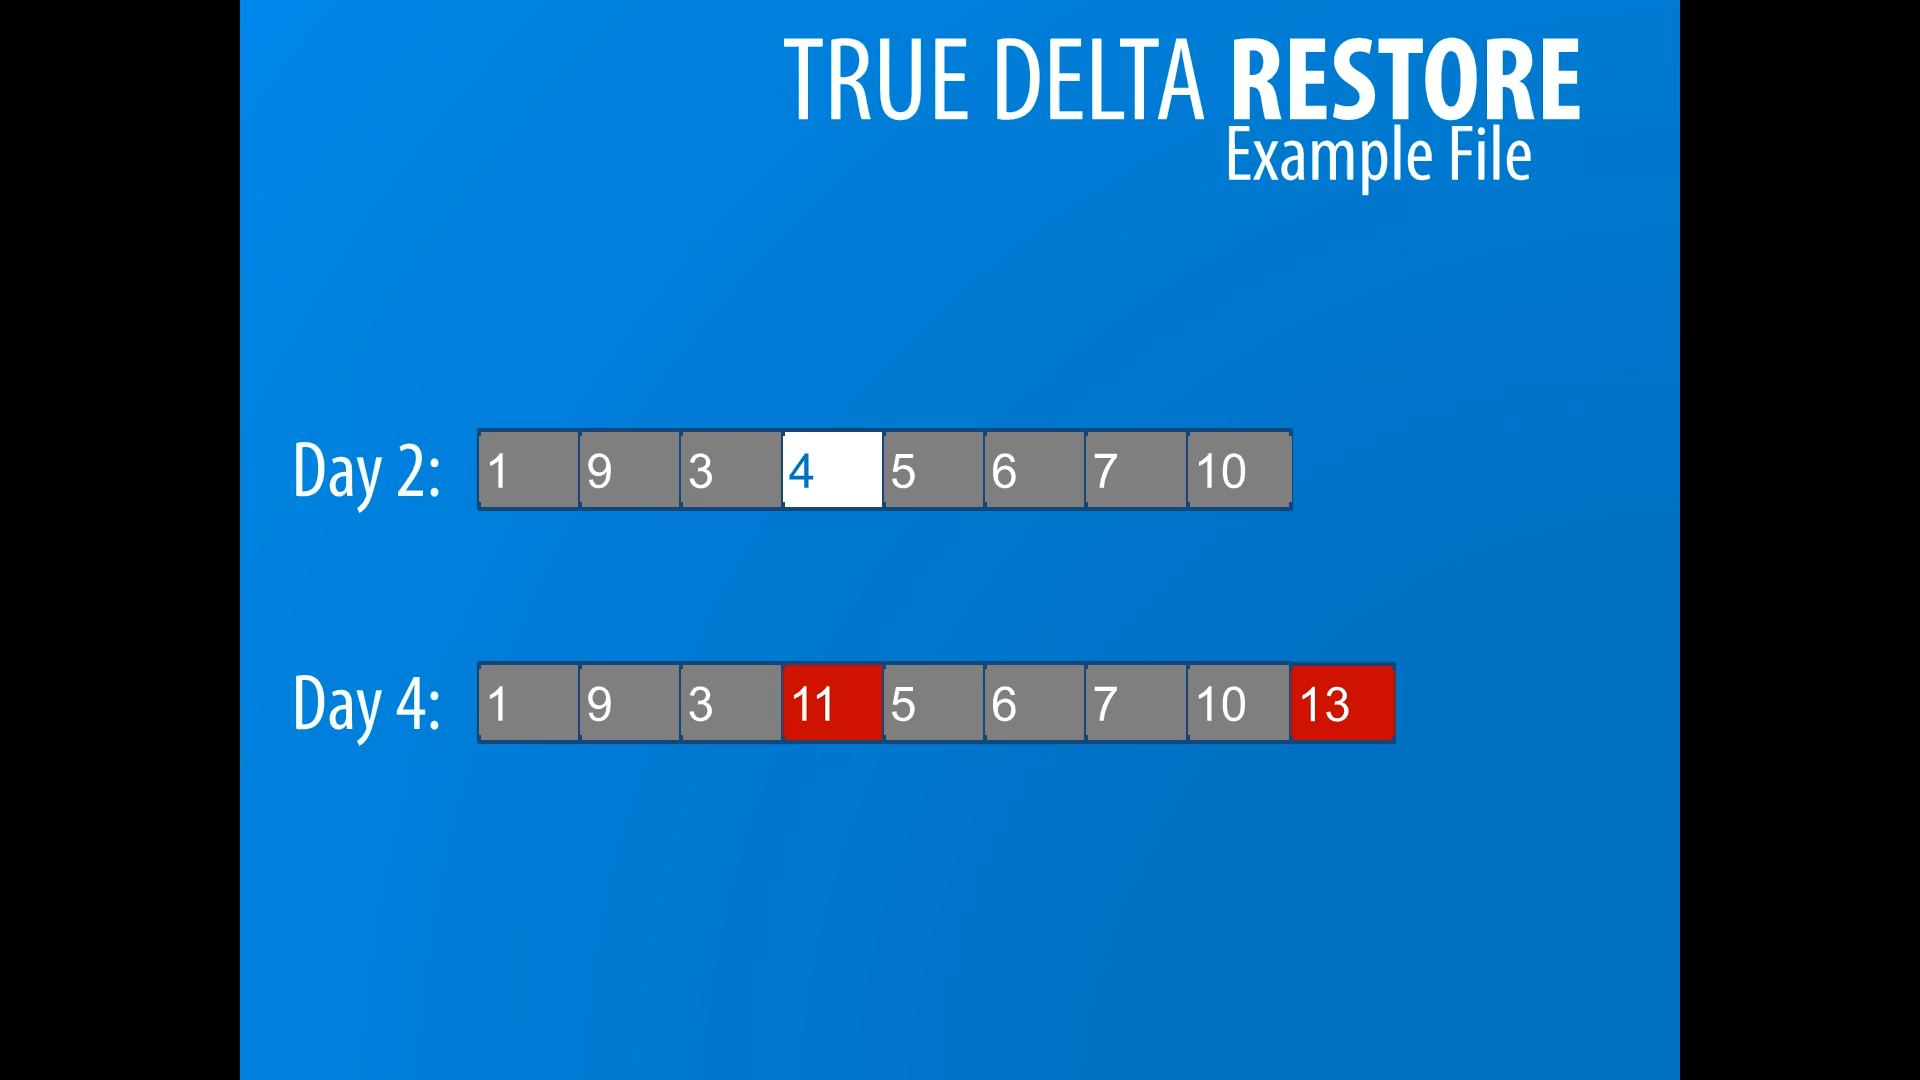 TRUE DELTA RESTORE
Example File
Day 2: 1 9 3 4 5 6 7 10
Day 4: 1 9 3 11 5 6 7 10 13